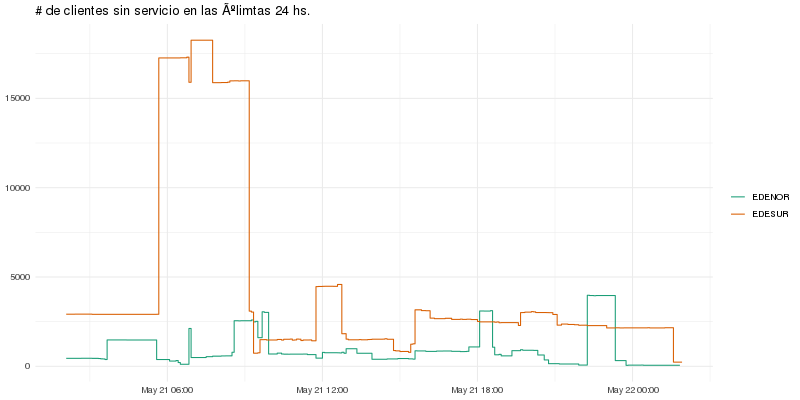 # de clientes sin servicio en las Ãºlimtas 24 hs.
15000
10000
5000
0
May 21 06:00
May 21 12:00
May 21 18:00
May 22 00:00
EDENOR
EDESUR